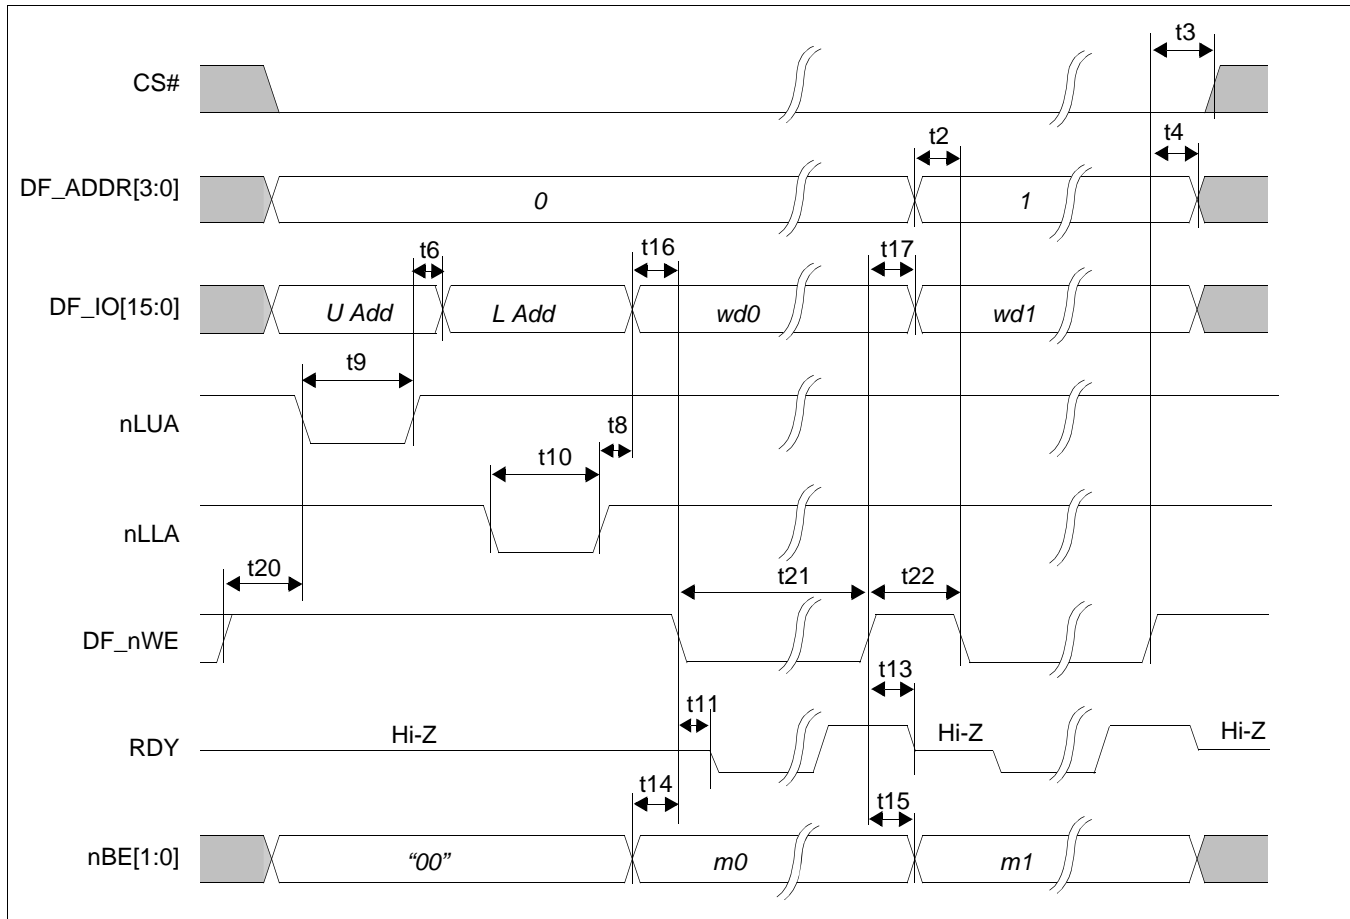 t3
CS#
t2
t4
DF_ADDR[3:0]
0
1
t6
t16
t17
DF_IO[15:0]
U Add
L Add
wd0
wd1
t9
nLUA
t8
t10
nLLA
t20
t21
t22
DF_nWE
t13
t11
RDY
Hi-Z
Hi-Z
Hi-Z
t14
t15
nBE[1:0]
“00”
m0
m1